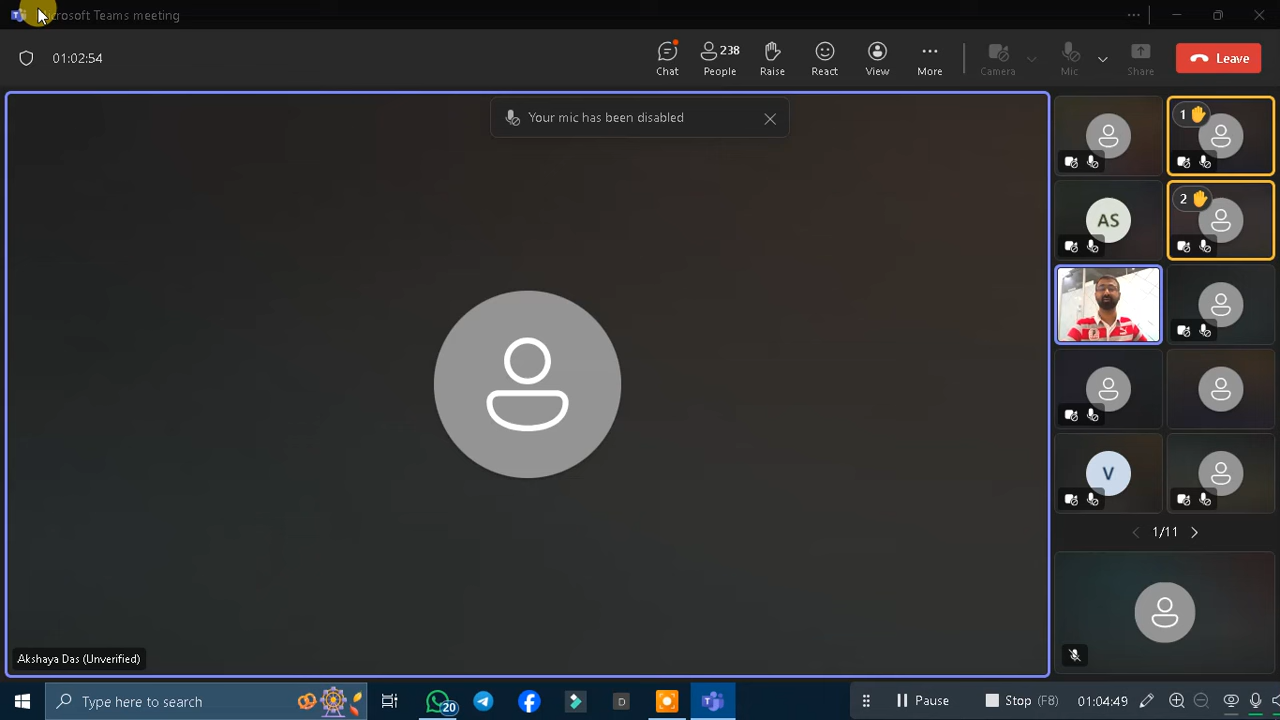 Microsoft Teams meeting
01:02:54
Chat
238
People
Raise
React
View
More
Camera
Mic
Share
Leave
Your mic has been disabled
1
AS
2
V
1/11
Akshaya Das (Unverified)
Type here to search
20
D
Pause
Stop (F8)
01:04:49